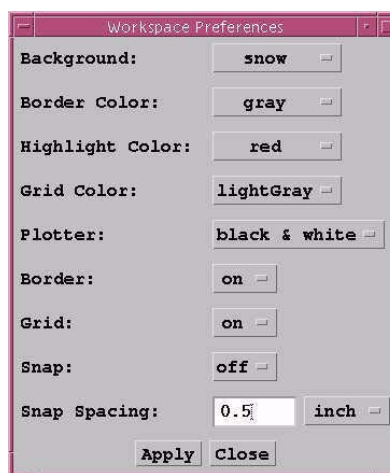 Workspace Preferences
Background: snow
Border Color: gray
Highlight Color: red
Grid Color: lightGray
Plotter: black & white
Border: on
Grid: on
Snap: off
Snap Spacing: 0.5 inch
Apply Close